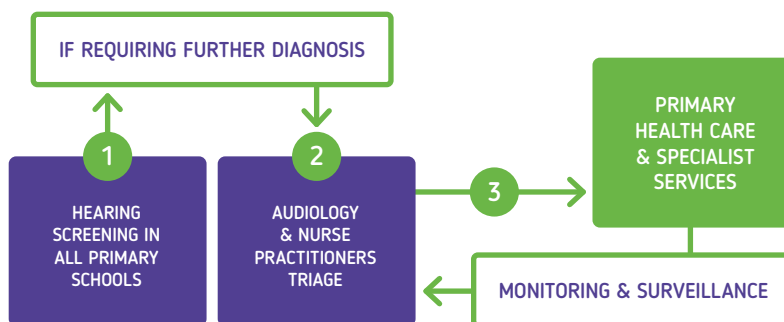 IF REQUIRING FURTHER DIAGNOSIS
1
HEARING
SCREENING IN
ALL PRIMARY
SCHOOLS
2
AUDIOLOGY
& NURSE
PRACTITIONERS
TRIAGE
3
PRIMARY
HEALTH CARE
& SPECIALIST
SERVICES
MONITORING & SURVEILLANCE